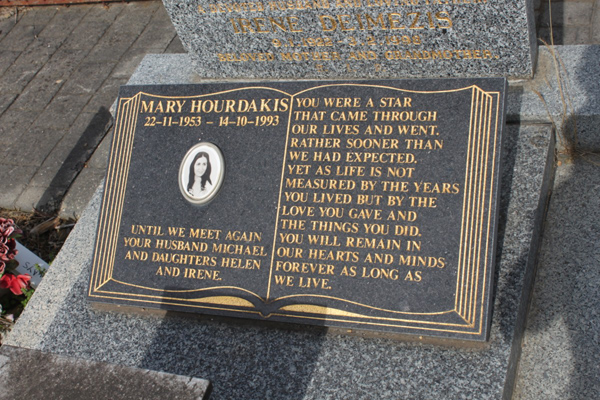 IRENE DEIMEZIS
BELOVED MOTHER AND GRANDMOTHER
MARY HOURDAKIS
22-11-1953 - 14-10-1993
UNTIL WE MEET AGAIN
YOUR HUSBAND MICHAEL
AND DAUGHTERS HELEN
AND IRENE.
YOU WERE A STAR
THAT CAME THROUGH
OUR LIVES AND WENT.
RATHER SOONER THAN
WE HAD EXPECTED.
YET AS LIFE IS NOT
MEASURED BY THE YEARS
YOU LIVED BUT BY THE
LOVE YOU GAVE AND
THE THINGS YOU DID.
YOU WILL REMAIN IN
OUR HEARTS AND MINDS
FOREVER AS LONG AS
WE LIVE.